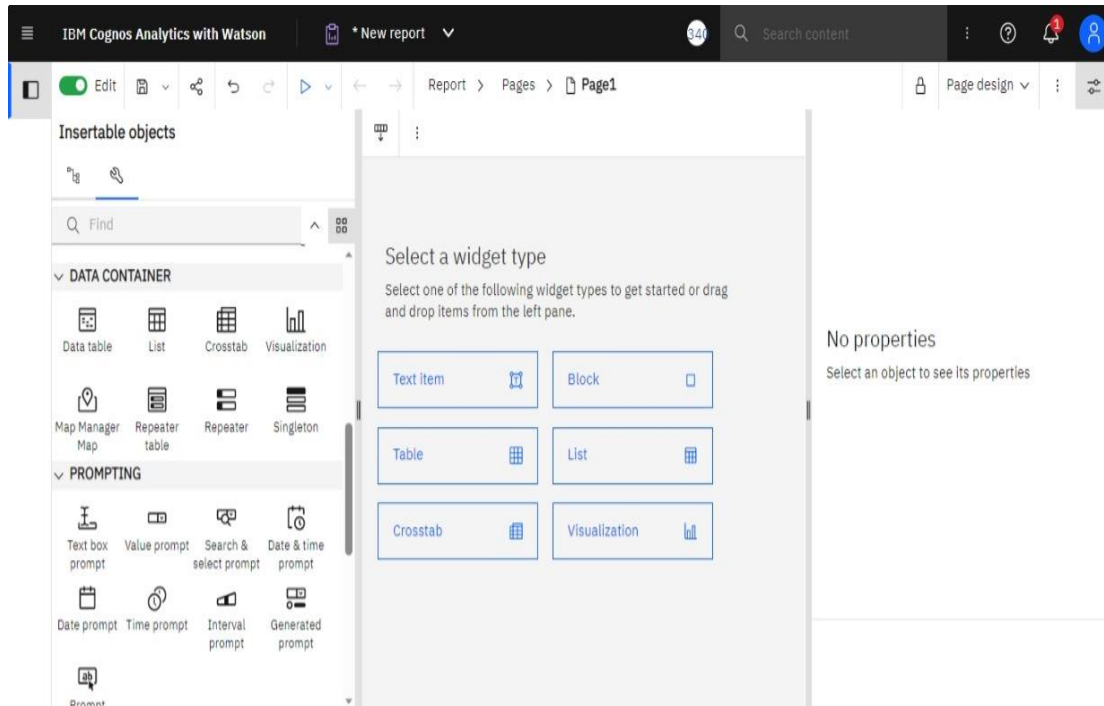 IBM Cognos Analytics with Watson
* New report
340
Search content
1
Edit
Report > Pages > Page1
Page design
Insertable objects
Find
DATA CONTAINER
Data table
List
Crosstab
Visualization
Map Manager
Map
Repeater
table
Repeater
Singleton
PROMPTING
Text box
prompt
Value prompt
Search &
select prompt
Date & time
prompt
Date prompt
Time prompt
Interval
prompt
Generated
prompt
ab
Prompt
Select a widget type
Select one of the following widget types to get started or drag
and drop items from the left pane.
Text item
Block
Table
List
Crosstab
Visualization
No properties
Select an object to see its properties